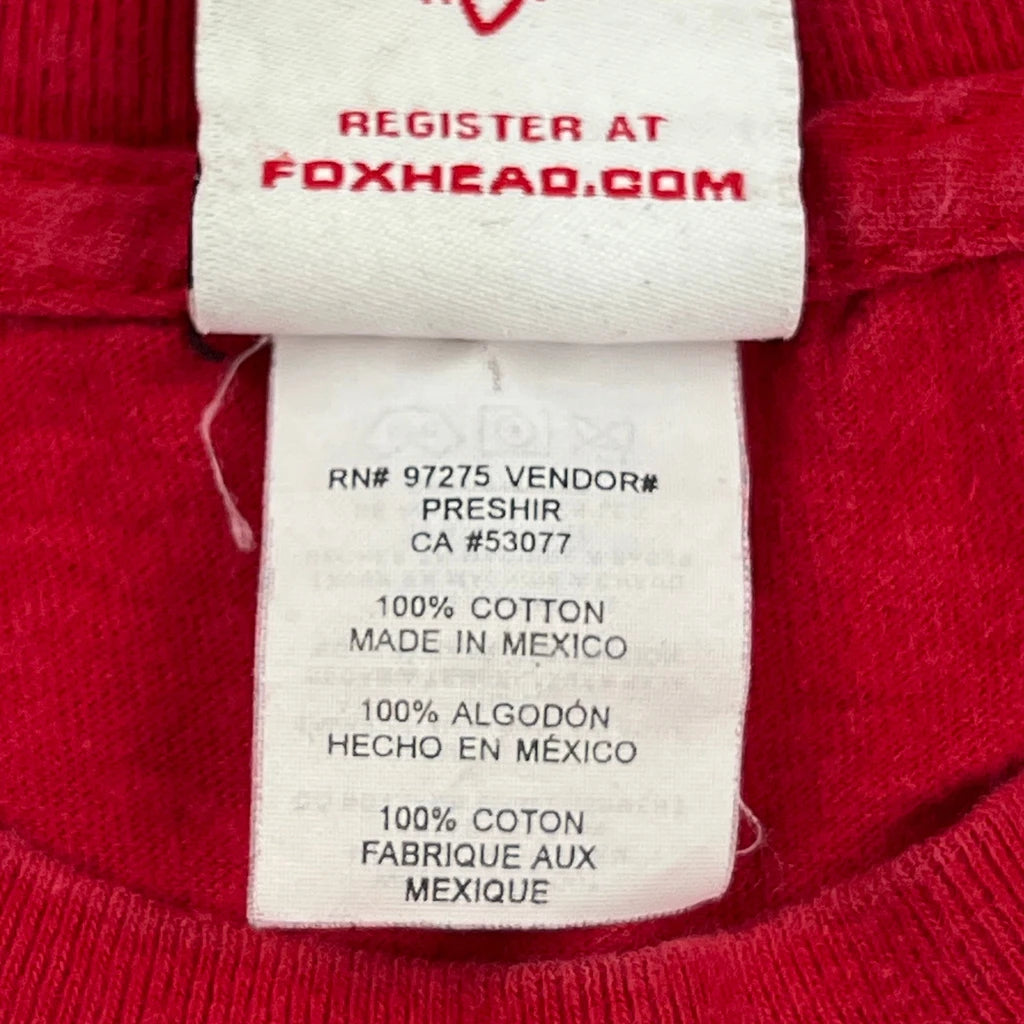 REGISTER AT
FOXHEAD.COM
RN# 97275 VENDOR#
PRESHIR
CA #53077
100% COTTON
MADE IN MEXICO
100% ALGODÓN
HECHO EN MÉXICO
100% COTON
FABRIQUE AUX
MEXIQUE